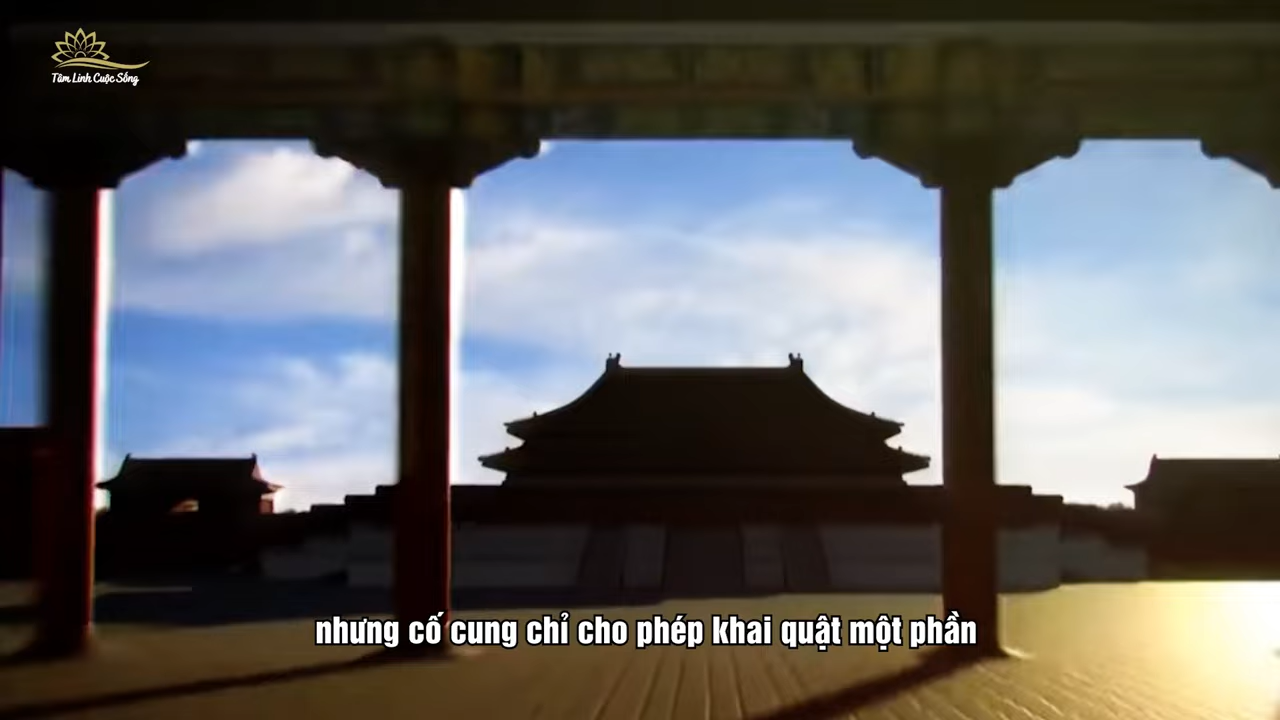 Tâm Linh Cuộc Sống
nhưng cố cung chỉ cho phép khai quật một phần